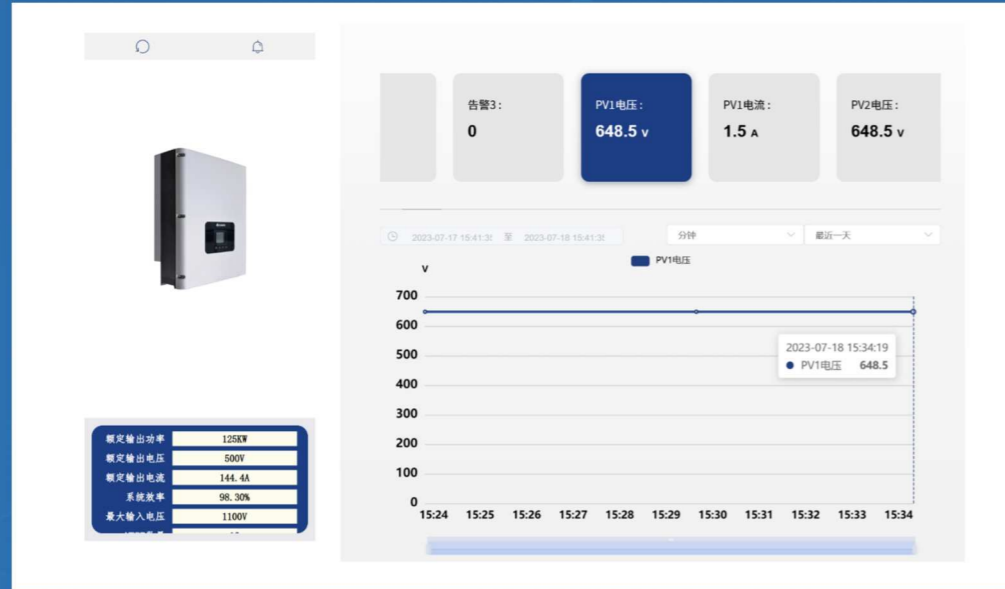 告警3：
0
PV1电压：
648.5 v
PV1电流：
1.5 A
PV2电压：
648.5 v
2023-07-17 15:41:3 至 2023-07-18 15:41:3
分钟
最近一天
V
PV1电压
700
600
500
400
300
200
100
0
2023-07-18 15:34:19
PV1电压 648.5
15:24 15:25 15:26 15:27 15:28 15:29 15:30 15:31 15:32 15:33 15:34
额定输出功率 125KW
额定输出电压 500V
额定输出电流 144.4A
系统效率 98.30%
最大输入电压 1100V